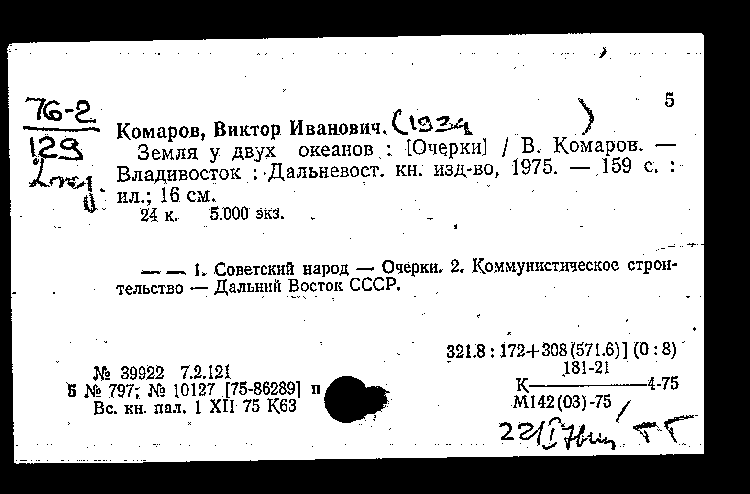 5
76-2
129
Комаров, Виктор Иванович. (1934 )
Земля у двух океанов : [Очерки] / В. Комаров. —
Владивосток : Дальневост. кн. изд-во, 1975. — 159 с. :
ил.; 16 см.
24 к. 5.000 экз.
— — 1. Советский народ — Очерки. 2. Коммунистическое строи-
тельство — Дальний Восток СССР.
321.8 : 172+308(571.6)] (0 : 8)
181-21
№ 39922 7.2.121
К————4-75
Б № 797; № 10127 [75-86289] п
М142(03)-75
Вс. кн. пал. 1 XII 75 К63